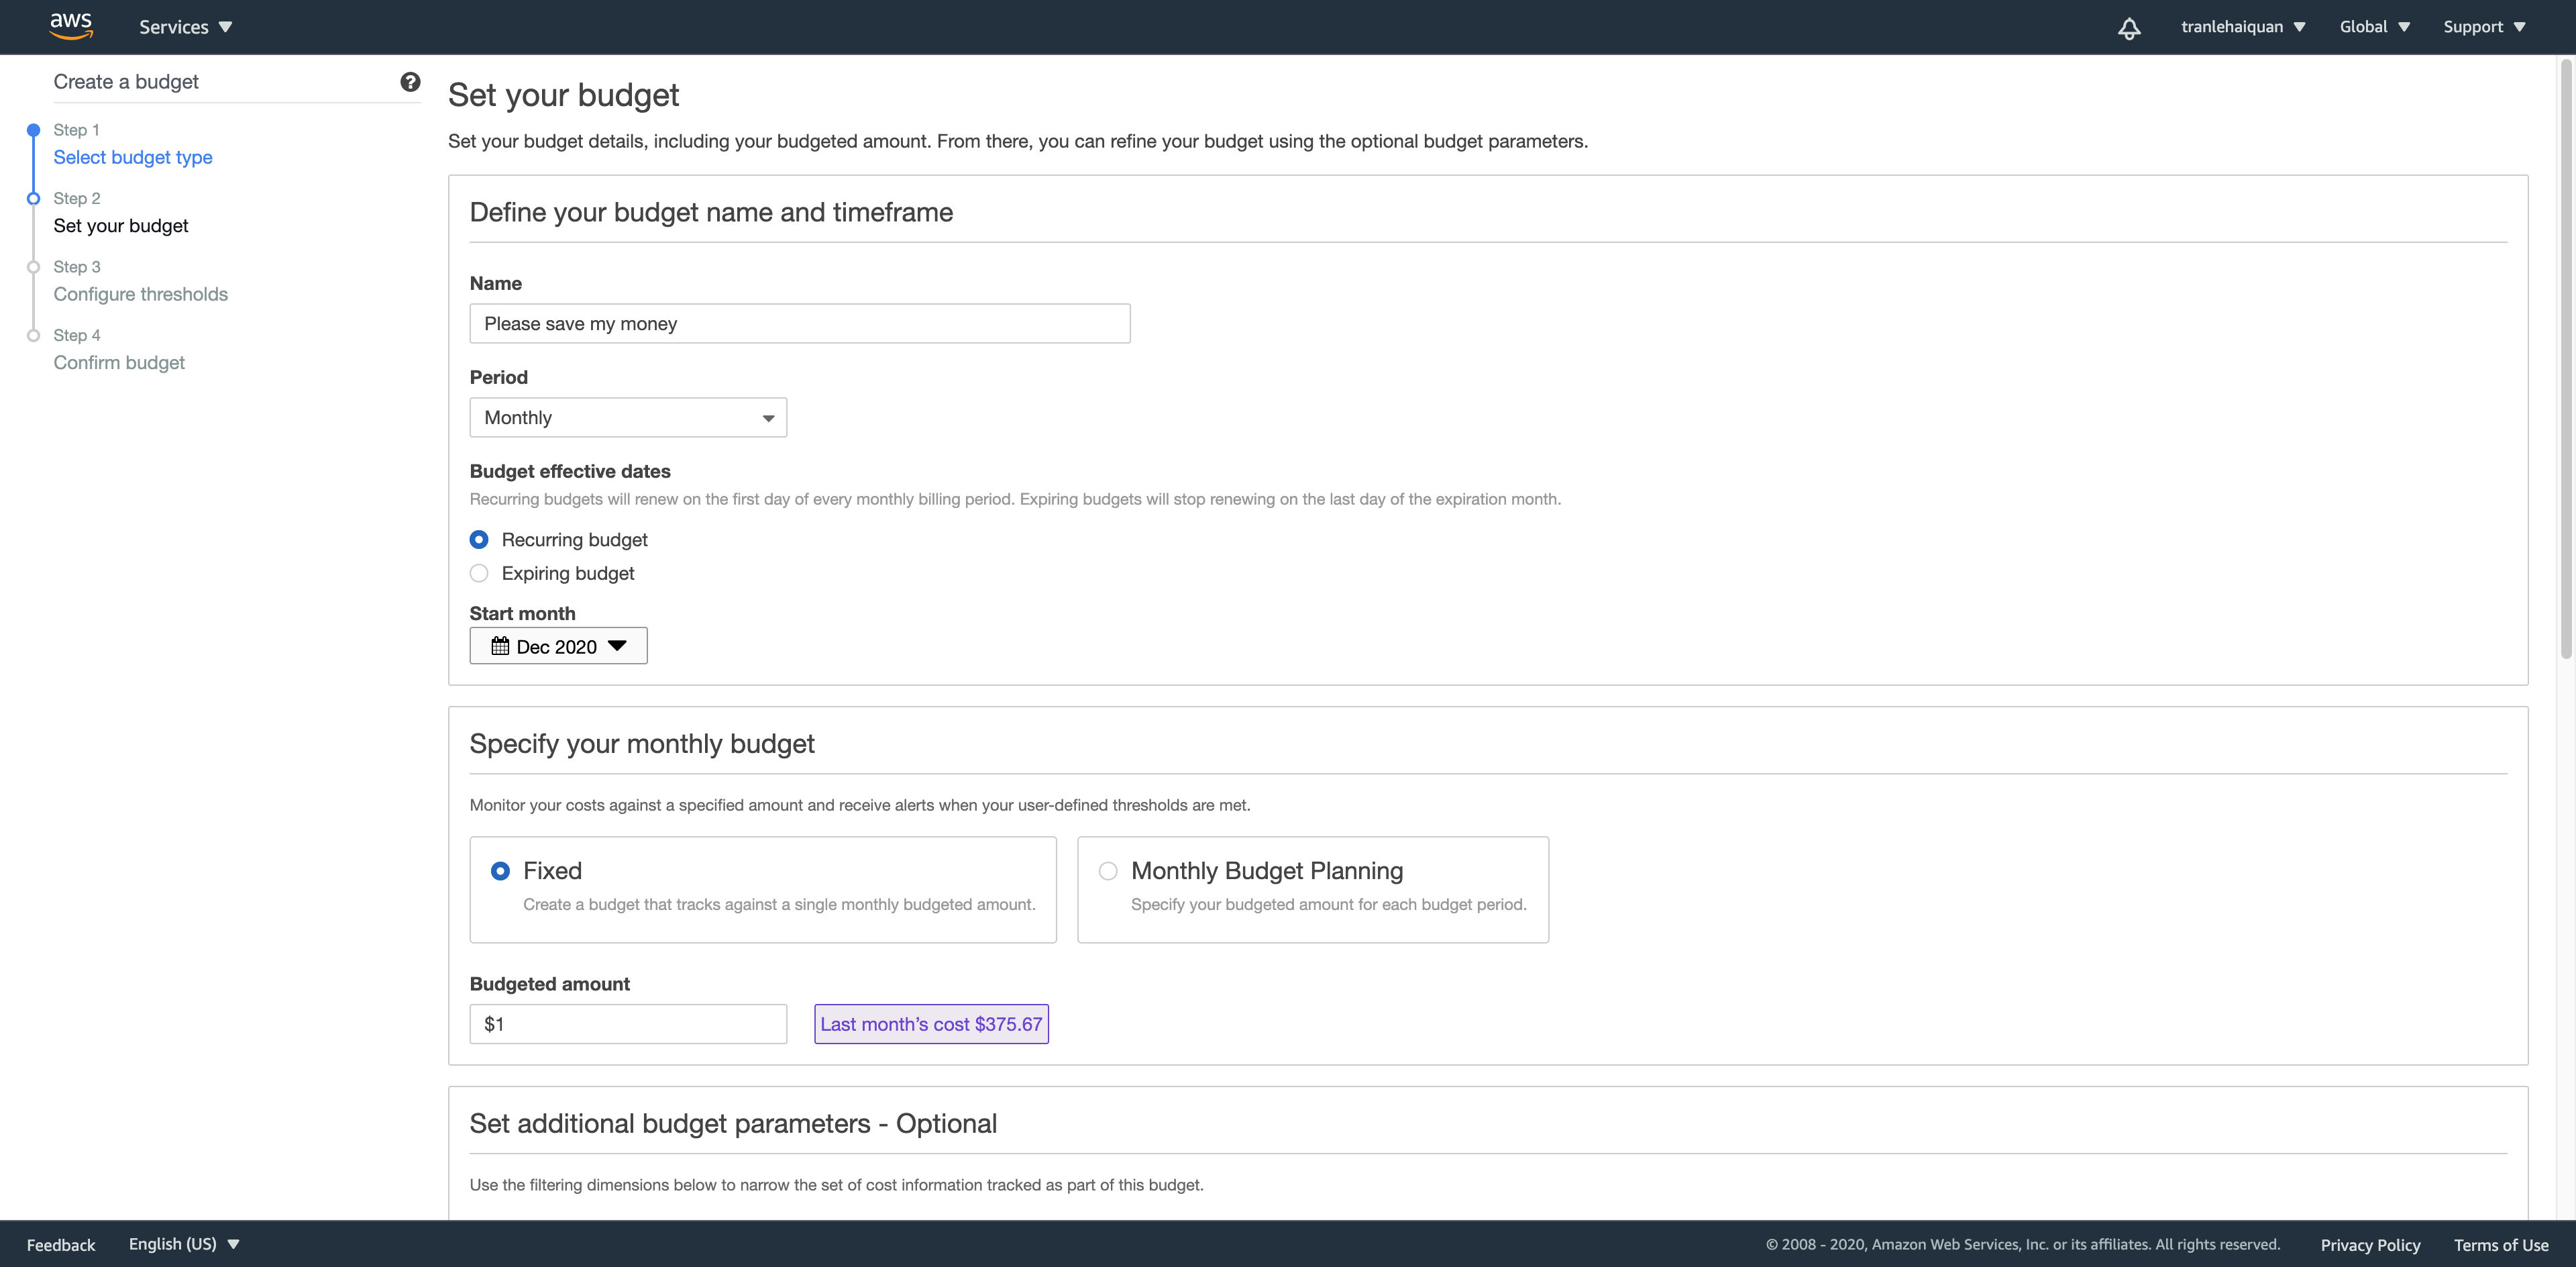 aws
Services
tranlehaiquan
Global
Support
Create a budget
Step 1
Select budget type
Step 2
Set your budget
Step 3
Configure thresholds
Step 4
Confirm budget
Set your budget
Set your budget details, including your budgeted amount. From there, you can refine your budget using the optional budget parameters.
Define your budget name and timeframe
Name
Please save my money
Period
Monthly
Budget effective dates
Recurring budgets will renew on the first day of every monthly billing period. Expiring budgets will stop renewing on the last day of the expiration month.
Recurring budget
Expiring budget
Start month
Dec 2020
Specify your monthly budget
Monitor your costs against a specified amount and receive alerts when your user-defined thresholds are met.
Fixed
Create a budget that tracks against a single monthly budgeted amount.
Monthly Budget Planning
Specify your budgeted amount for each budget period.
Budgeted amount
$1
Last month’s cost $375.67
Set additional budget parameters - Optional
Use the filtering dimensions below to narrow the set of cost information tracked as part of this budget.
Feedback
English (US)
© 2008 - 2020, Amazon Web Services, Inc. or its affiliates. All rights reserved.
Privacy Policy
Terms of Use